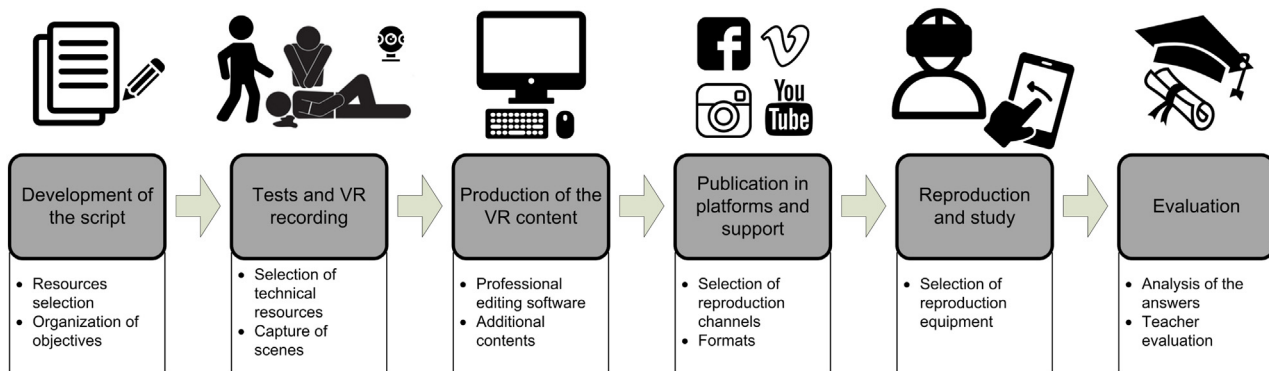 You
Tube
Development of
the script
Tests and VR
recording
Production of the
VR content
Publication in
platforms and
support
Reproduction
and study
Evaluation
• Resources
selection
• Organization of
objectives
• Selection of
technical
resources
• Capture of
scenes
• Professional
editing software
• Additional
contents
• Selection of
reproduction
channels
• Formats
• Selection of
reproduction
equipment
• Analysis of the
answers
• Teacher
evaluation